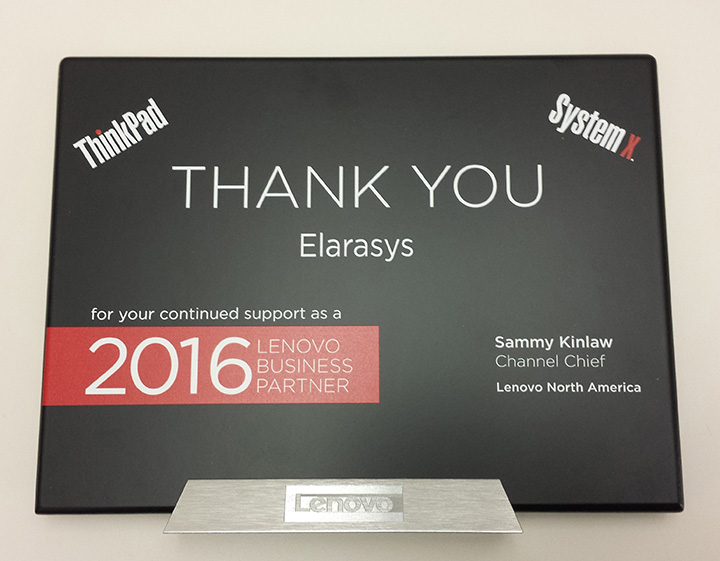 ThinkPad
System x
THANK YOU
Elarasys
for your continued support as a
2016 LENOVO
BUSINESS
PARTNER
Sammy Kinlaw
Channel Chief
Lenovo North America
Lenovo